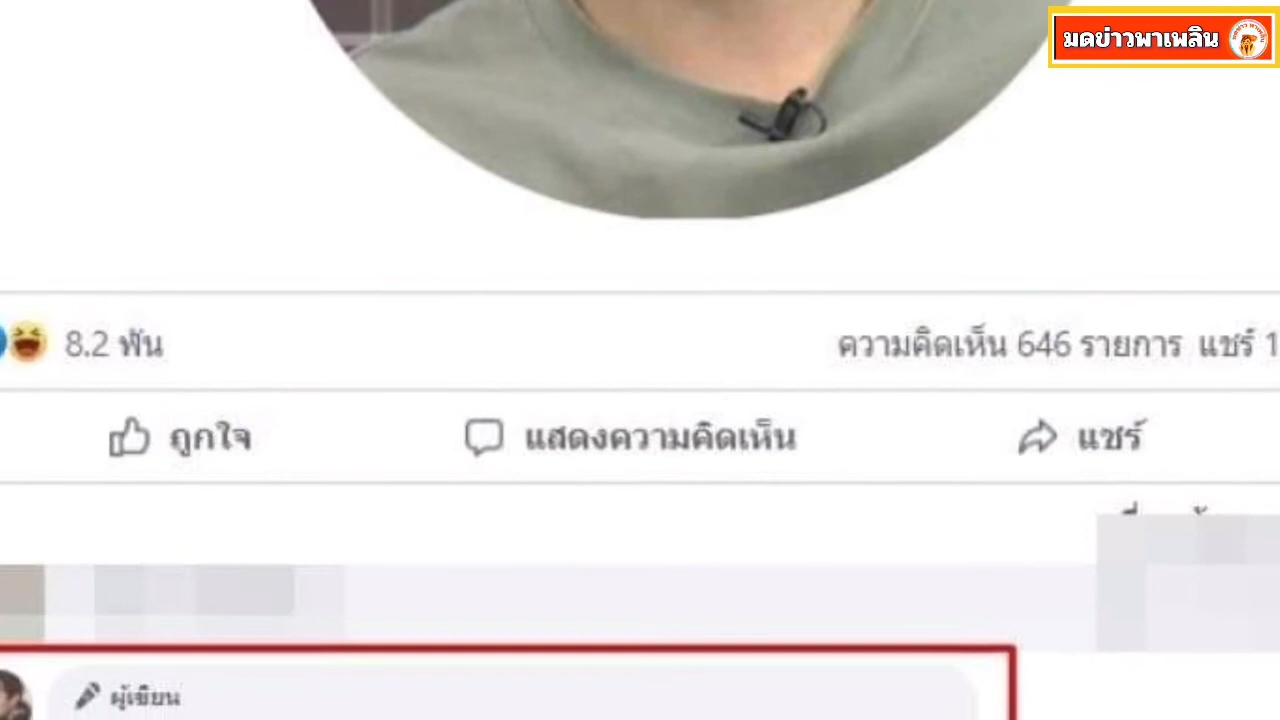 มดข่าวพาเพลิน
8.2 พัน
ความคิดเห็น 646 รายการ แชร์ 1
ถูกใจ
แสดงความคิดเห็น
แชร์
ผู้เขียน